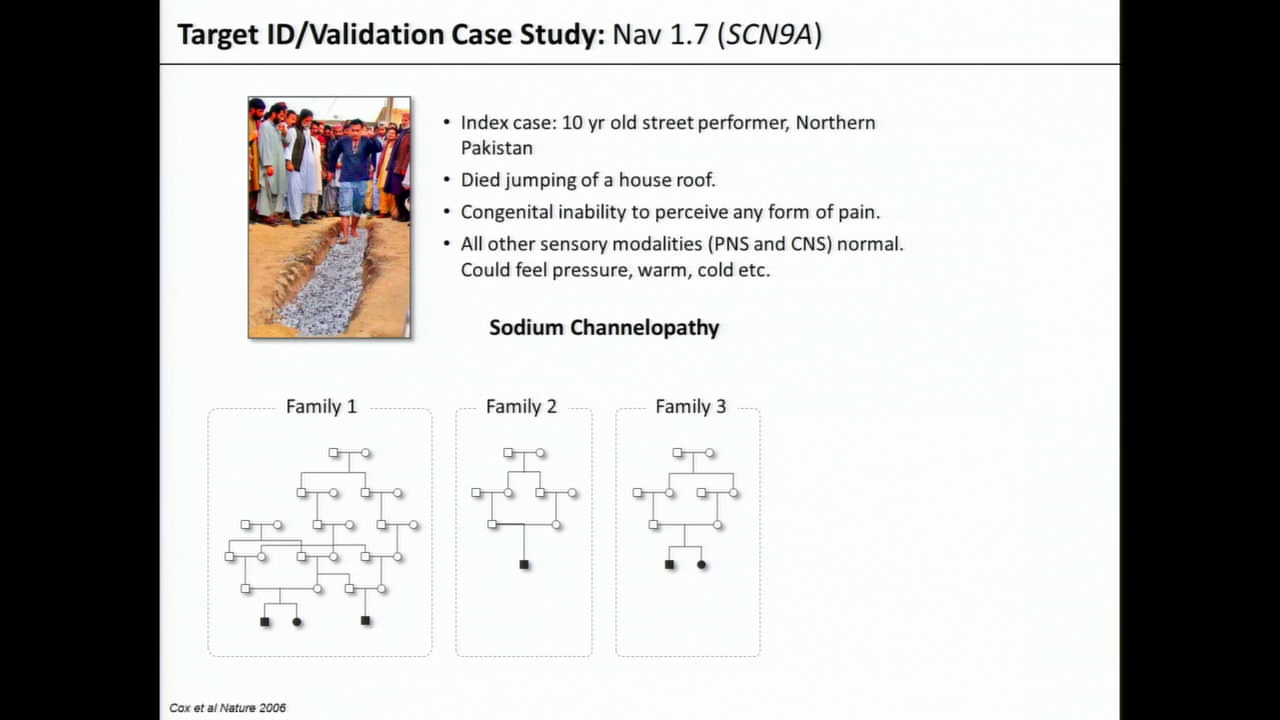 Target ID/Validation Case Study: Nav 1.7 (SCN9A)
• Index case: 10 yr old street performer, Northern
Pakistan
• Died jumping of a house roof.
• Congenital inability to perceive any form of pain.
• All other sensory modalities (PNS and CNS) normal.
Could feel pressure, warm, cold etc.
Sodium Channelopathy
Family 1
Family 2
Family 3
Cox et al Nature 2006